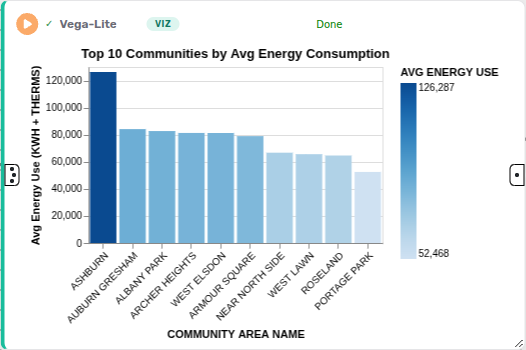 Vega-Lite VIZ Done
Top 10 Communities by Avg Energy Consumption
Avg Energy Use (KWH + THERMS)
120,000
100,000
80,000
60,000
40,000
20,000
0
ASHBURN
AUBURN GRESHAM
ALBANY PARK
ARCHER HEIGHTS
WEST ELSDON
ARMOUR SQUARE
NEAR NORTH SIDE
WEST LAWN
ROSELAND
PORTAGE PARK
COMMUNITY AREA NAME
AVG ENERGY USE
126,287
52,468